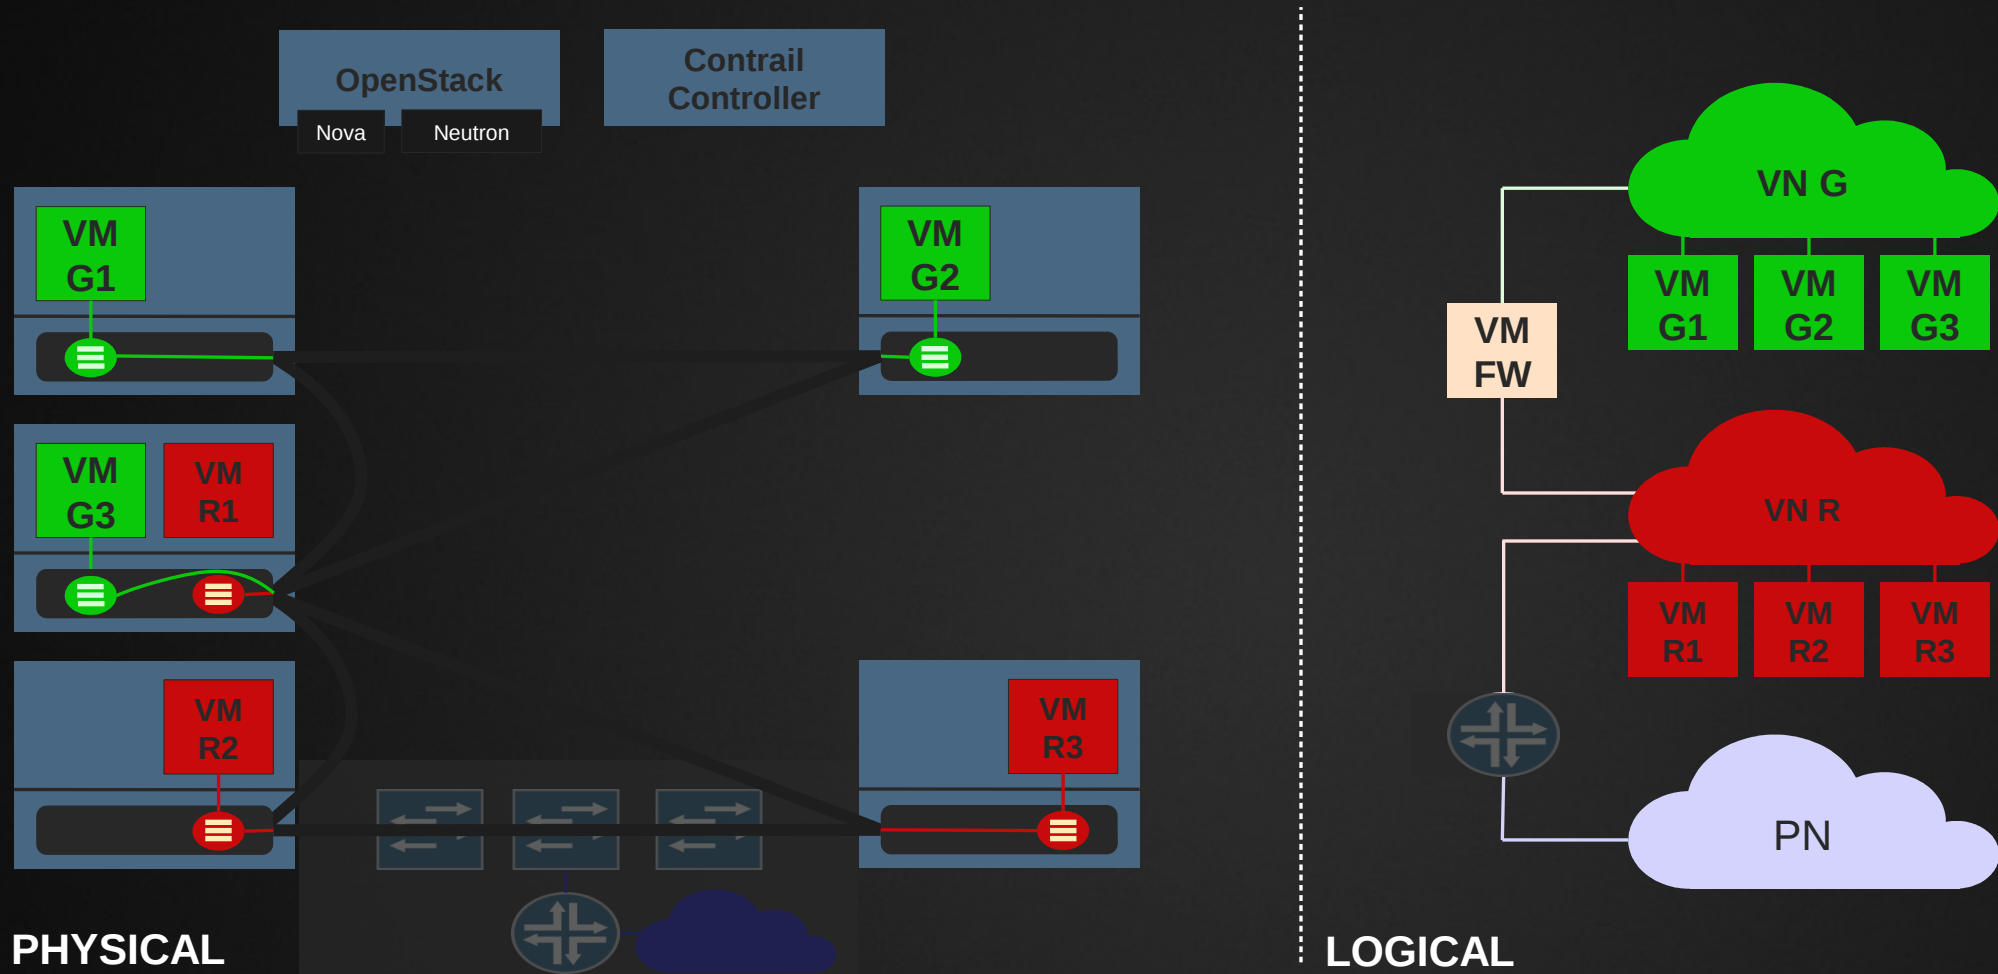 OpenStack
Nova
Neutron
Contrail
Controller
VM
G1
VM
G2
VM
G3
VM
R1
VM
R2
VM
R3
PHYSICAL
VN G
VM
G1
VM
G2
VM
G3
VM
FW
VN R
VM
R1
VM
R2
VM
R3
PN
LOGICAL